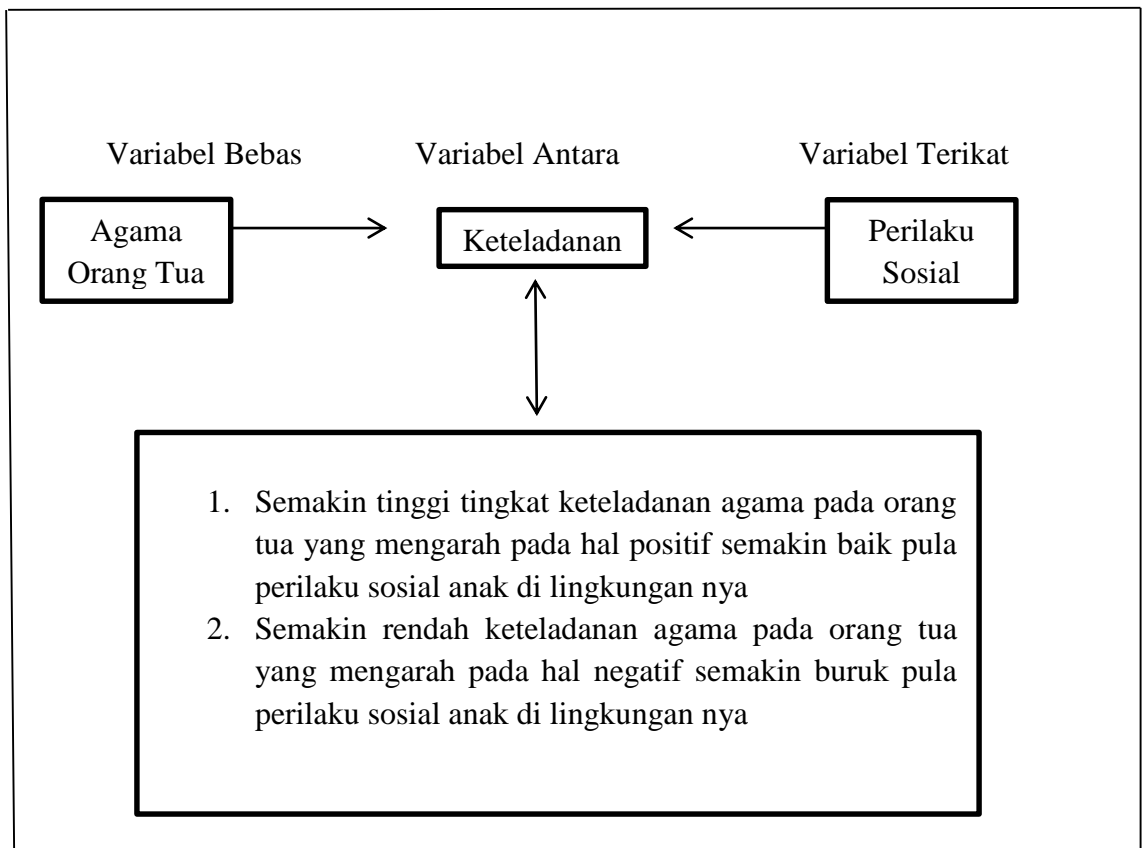 Variabel Bebas Variabel Antara Variabel Terikat
Agama
Orang Tua
Keteladanan
Perilaku
Sosial
1. Semakin tinggi tingkat keteladanan agama pada orang
tua yang mengarah pada hal positif semakin baik pula
perilaku sosial anak di lingkungan nya
2. Semakin rendah keteladanan agama pada orang tua
yang mengarah pada hal negatif semakin buruk pula
perilaku sosial anak di lingkungan nya